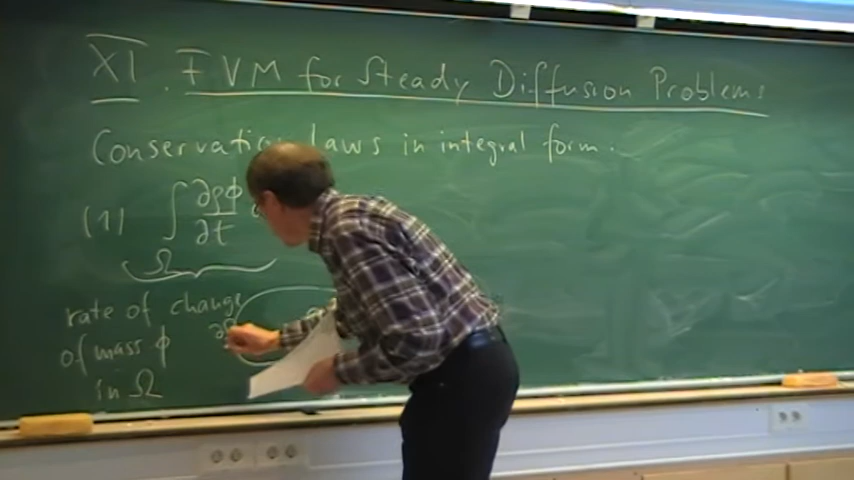 XI. FVM for Steady Diffusion Problems
Conservation laws in integral form.
(1) ∫ ∂ρϕ
∂t
Ω
rate of change
of mass ϕ
in Ω